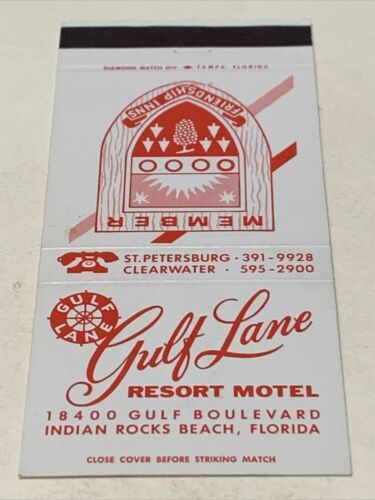 DIAMOND MATCH DIV. TAMPA, FLORIDA
FRIENDSHIP INNS
MEMBER
ST. PETERSBURG · 391-9928
CLEARWATER · 595-2900
GULF LANE
Gulf Lane
RESORT MOTEL
18400 GULF BOULEVARD
INDIAN ROCKS BEACH, FLORIDA
CLOSE COVER BEFORE STRIKING MATCH